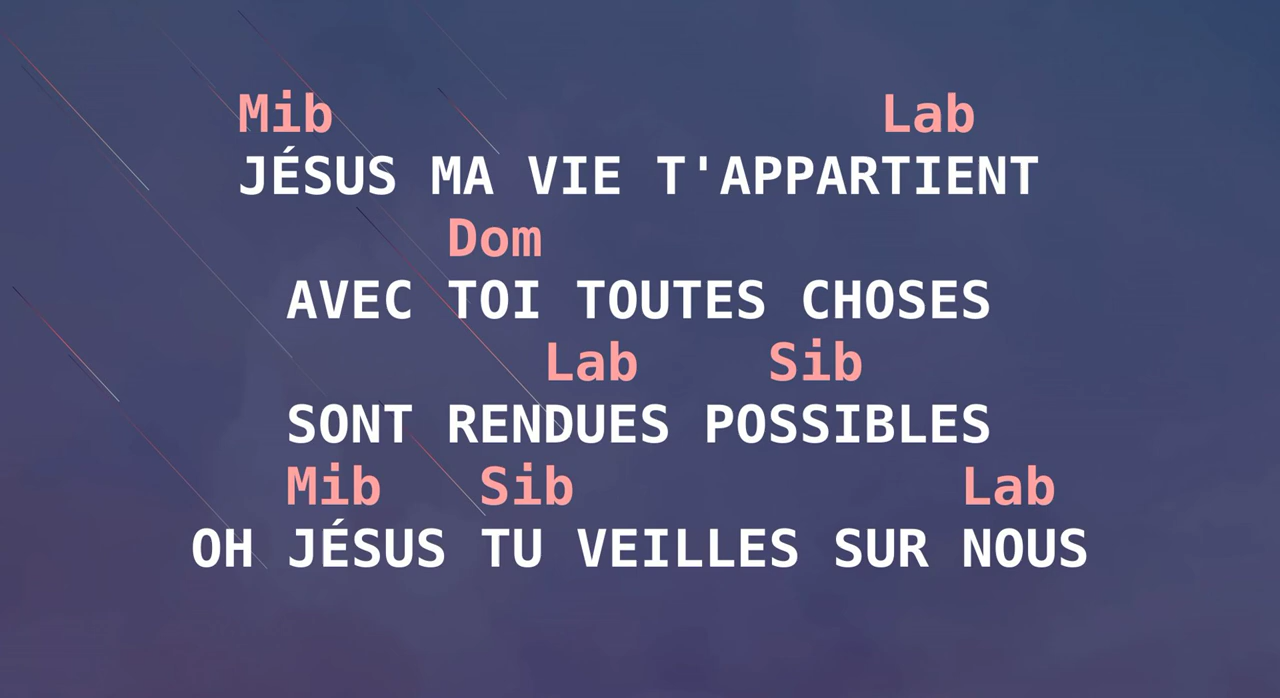 Mib Lab
JÉSUS MA VIE T'APPARTIENT
Dom
AVEC TOI TOUTES CHOSES
Lab Sib
SONT RENDUES POSSIBLES
Mib Sib Lab
OH JÉSUS TU VEILLES SUR NOUS